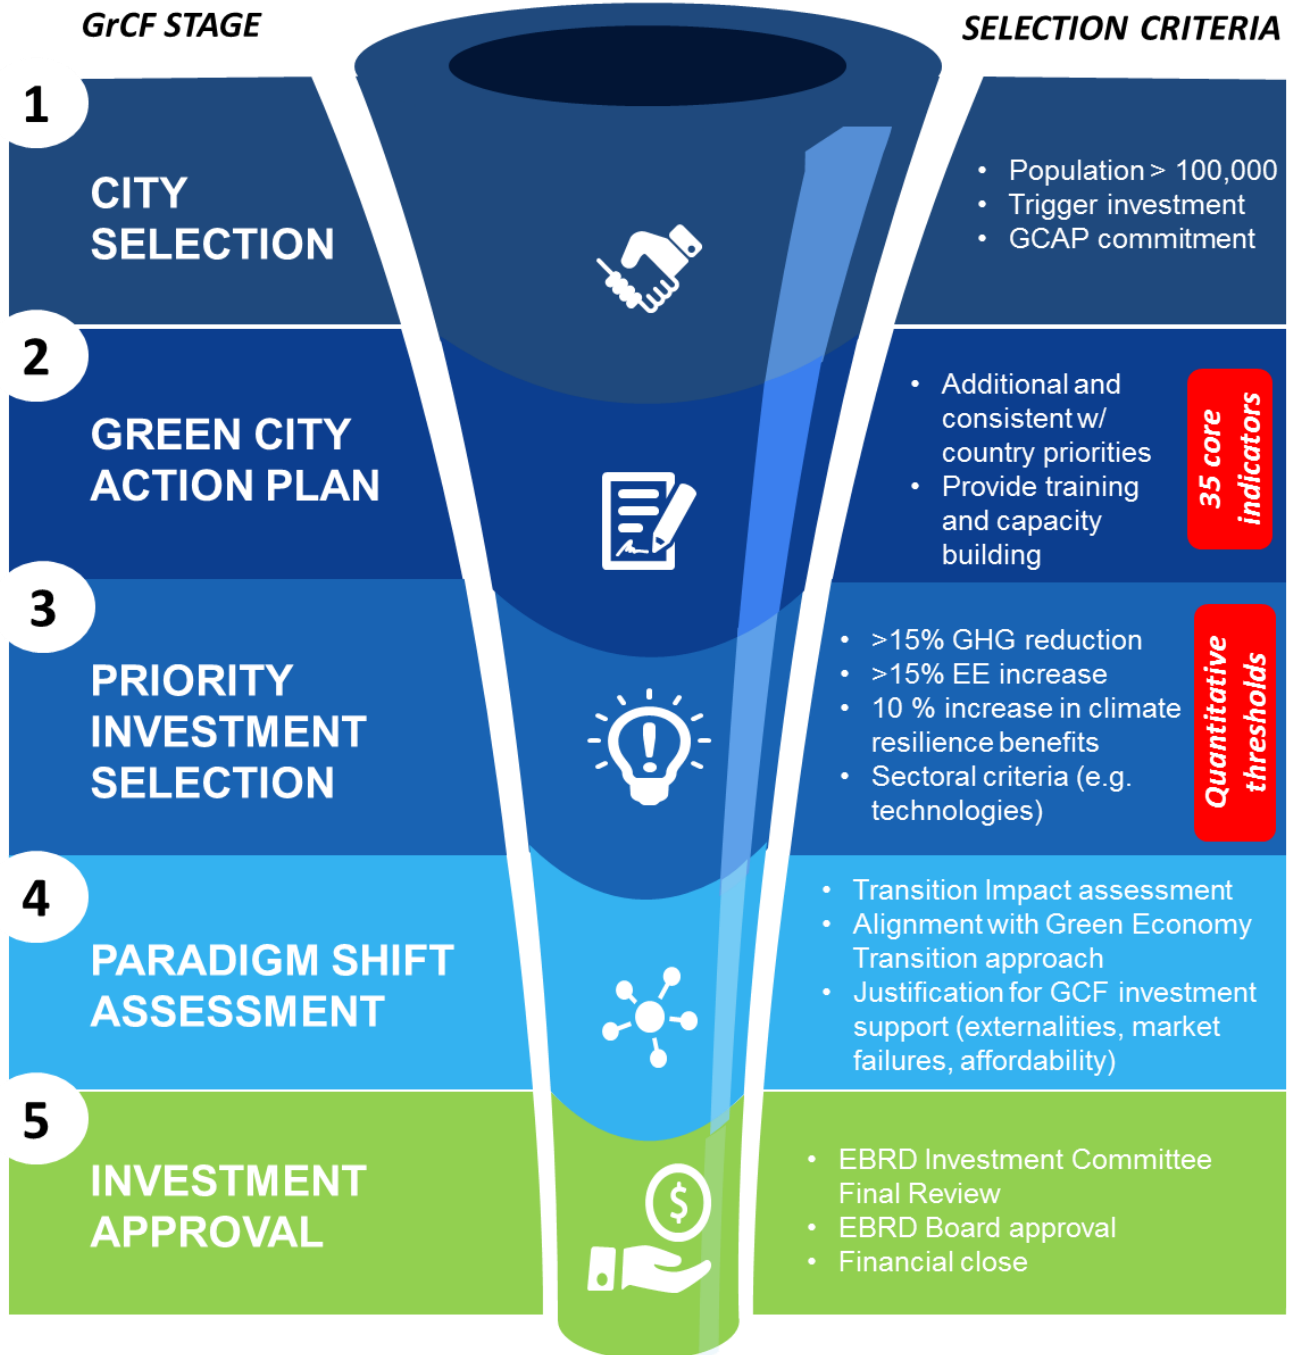 GrCF STAGE
SELECTION CRITERIA
1
CITY
SELECTION
• Population > 100,000
• Trigger investment
• GCAP commitment
2
GREEN CITY
ACTION PLAN
• Additional and
consistent w/
country priorities
• Provide training
and capacity
building
35 core
indicators
3
PRIORITY
INVESTMENT
SELECTION
• >15% GHG reduction
• >15% EE increase
• 10 % increase in climate
resilience benefits
• Sectoral criteria (e.g.
technologies)
Quantitative
thresholds
4
PARADIGM SHIFT
ASSESSMENT
• Transition Impact assessment
• Alignment with Green Economy
Transition approach
• Justification for GCF investment
support (externalities, market
failures, affordability)
5
INVESTMENT
APPROVAL
$
• EBRD Investment Committee
Final Review
• EBRD Board approval
• Financial close